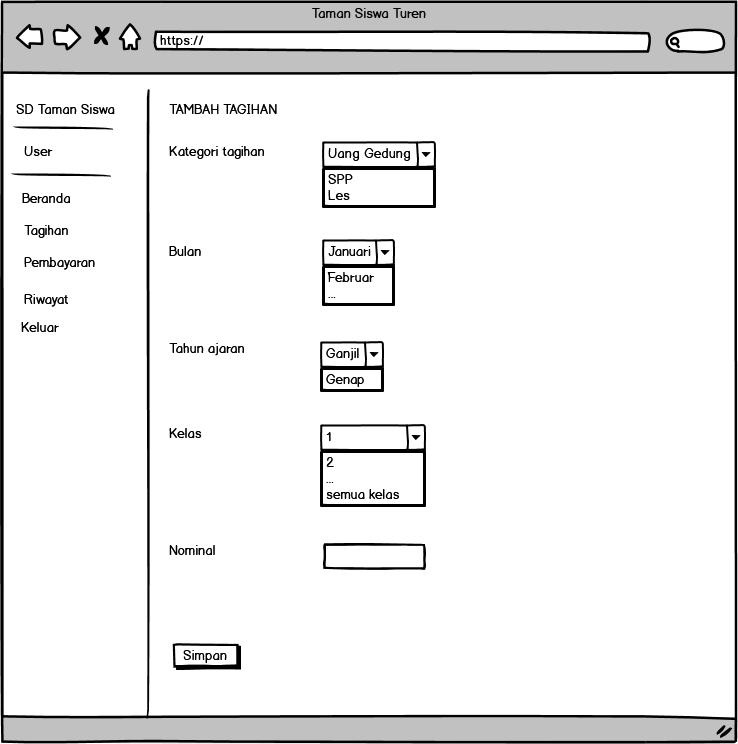 Taman Siswa Turen
https://
SD Taman Siswa
User
Beranda
Tagihan
Pembayaran
Riwayat
Keluar
TAMBAH TAGIHAN
Kategori tagihan
Uang Gedung
SPP
Les
Bulan
Januari
Februar
...
Tahun ajaran
Ganjil
Genap
Kelas
1
2
...
semua kelas
Nominal
Simpan